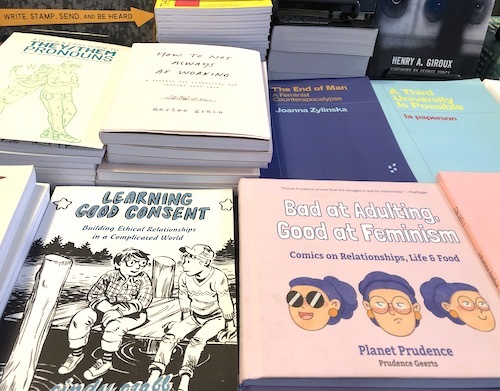 WRITE, STAMP, SEND, AND BE HEARD
HENRY A. GIROUX
THEY/THEM
PRONOUNS
HOW TO NOT
ALWAYS
BE WORKING
marlee grace
The End of Man
A Feminist
Counterapocalypse
Joanna Zylinska
A Third
University
Is Possible
la paperson
LEARNING
GOOD CONSENT
Building Ethical Relationships
in a Complicated World
Bad at Adulting,
Good at Feminism
Comics on Relationships, Life & Food
Planet Prudence
Prudence Geerts